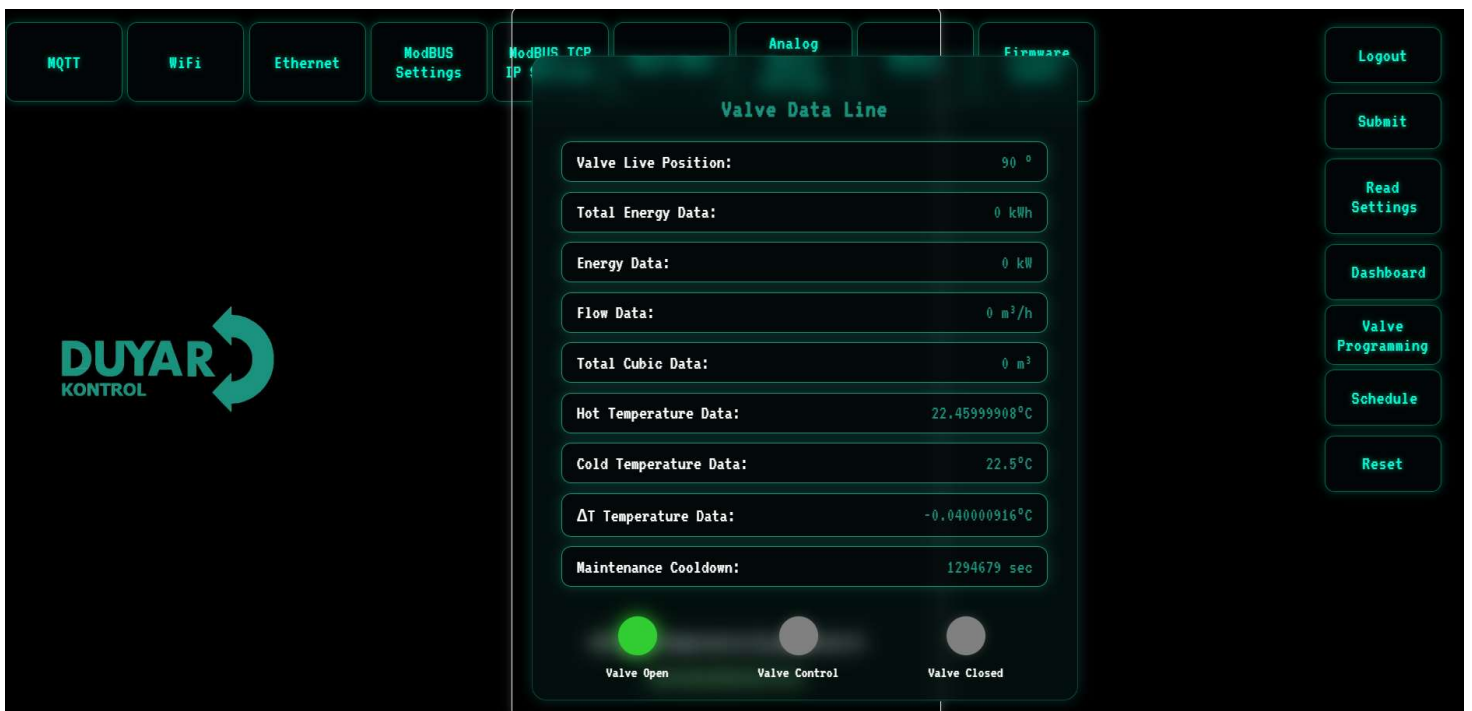 MQTT
WiFi
Ethernet
ModBUS
Settings
ModBUS TCP
IP
Analog
Firmware
Valve Data Line
Valve Live Position: 90 °
Total Energy Data: 0 kWh
Energy Data: 0 kW
Flow Data: 0 m³/h
Total Cubic Data: 0 m³
Hot Temperature Data: 22.45999908°C
Cold Temperature Data: 22.5°C
ΔT Temperature Data: -0.040000916°C
Maintenance Cooldown: 1294679 sec
Valve Open
Valve Control
Valve Closed
DUYAR
KONTROL
Logout
Submit
Read
Settings
Dashboard
Valve
Programming
Schedule
Reset